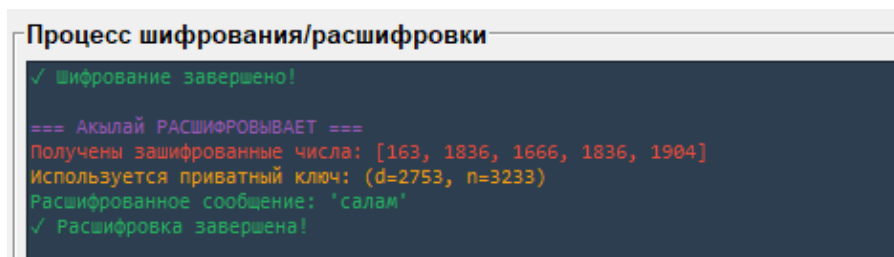 Процесс шифрования/расшифровки
✓ Шифрование завершено!
=== Акылай РАСШИФРОВЫВАЕТ ===
Получены зашифрованные числа: [163, 1836, 1666, 1836, 1904]
Используется приватный ключ: (d=2753, n=3233)
Расшифрованное сообщение: 'салам'
✓ Расшифровка завершена!